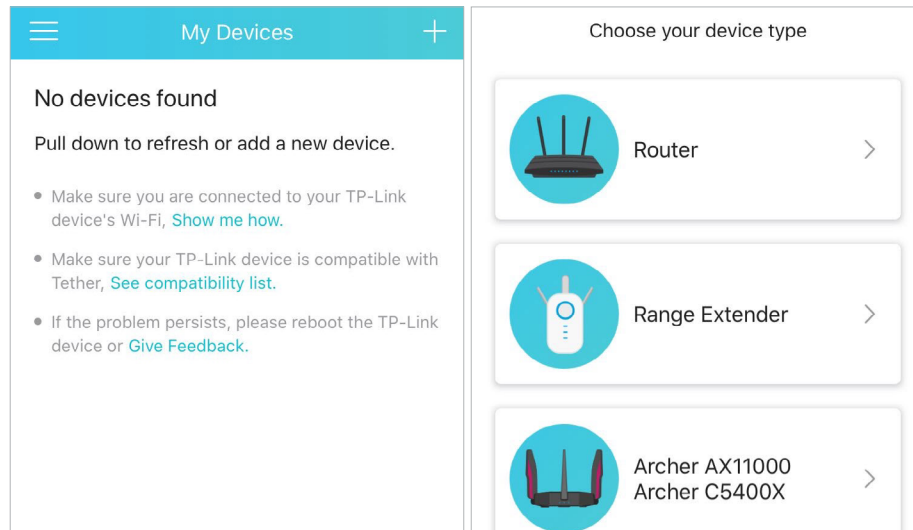 My Devices
No devices found
Pull down to refresh or add a new device.
Make sure you are connected to your TP-Link
device's Wi-Fi, Show me how.
Make sure your TP-Link device is compatible with
Tether, See compatibility list.
If the problem persists, please reboot the TP-Link
device or Give Feedback.
Choose your device type
Router
Range Extender
Archer AX11000
Archer C5400X